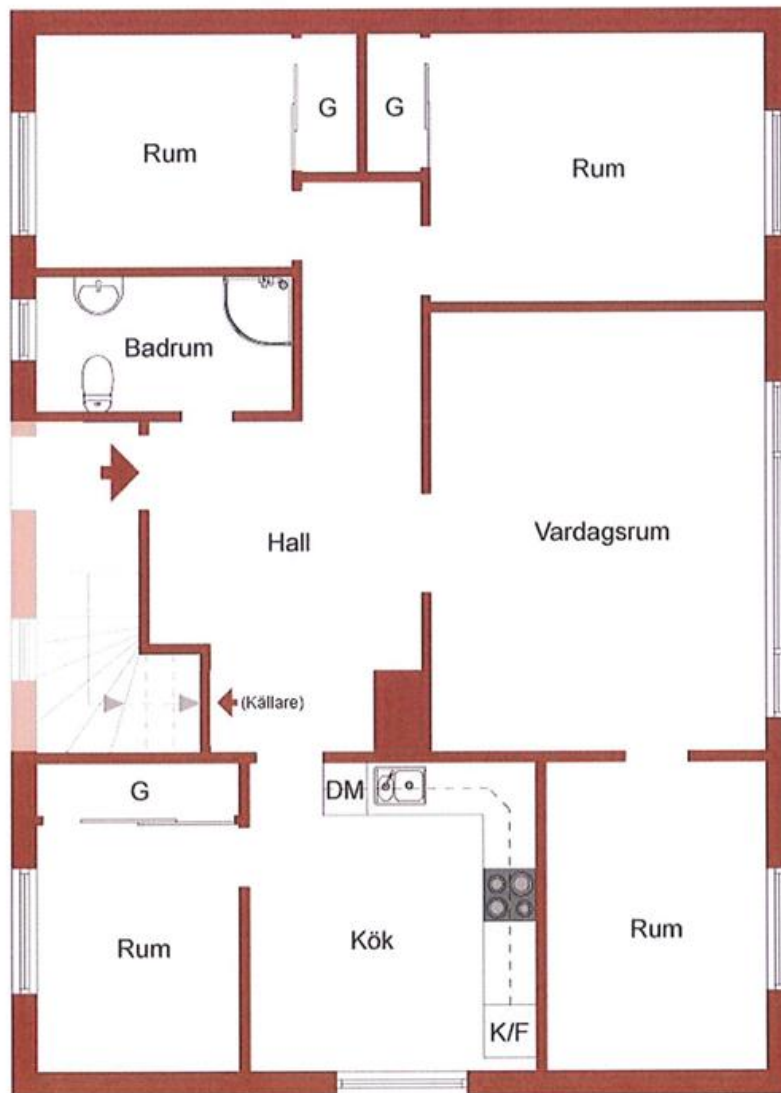 G
G
Rum
Rum
Badrum
Hall
Vardagsrum
(Källare)
G
DM
Rum
Kök
Rum
K/F